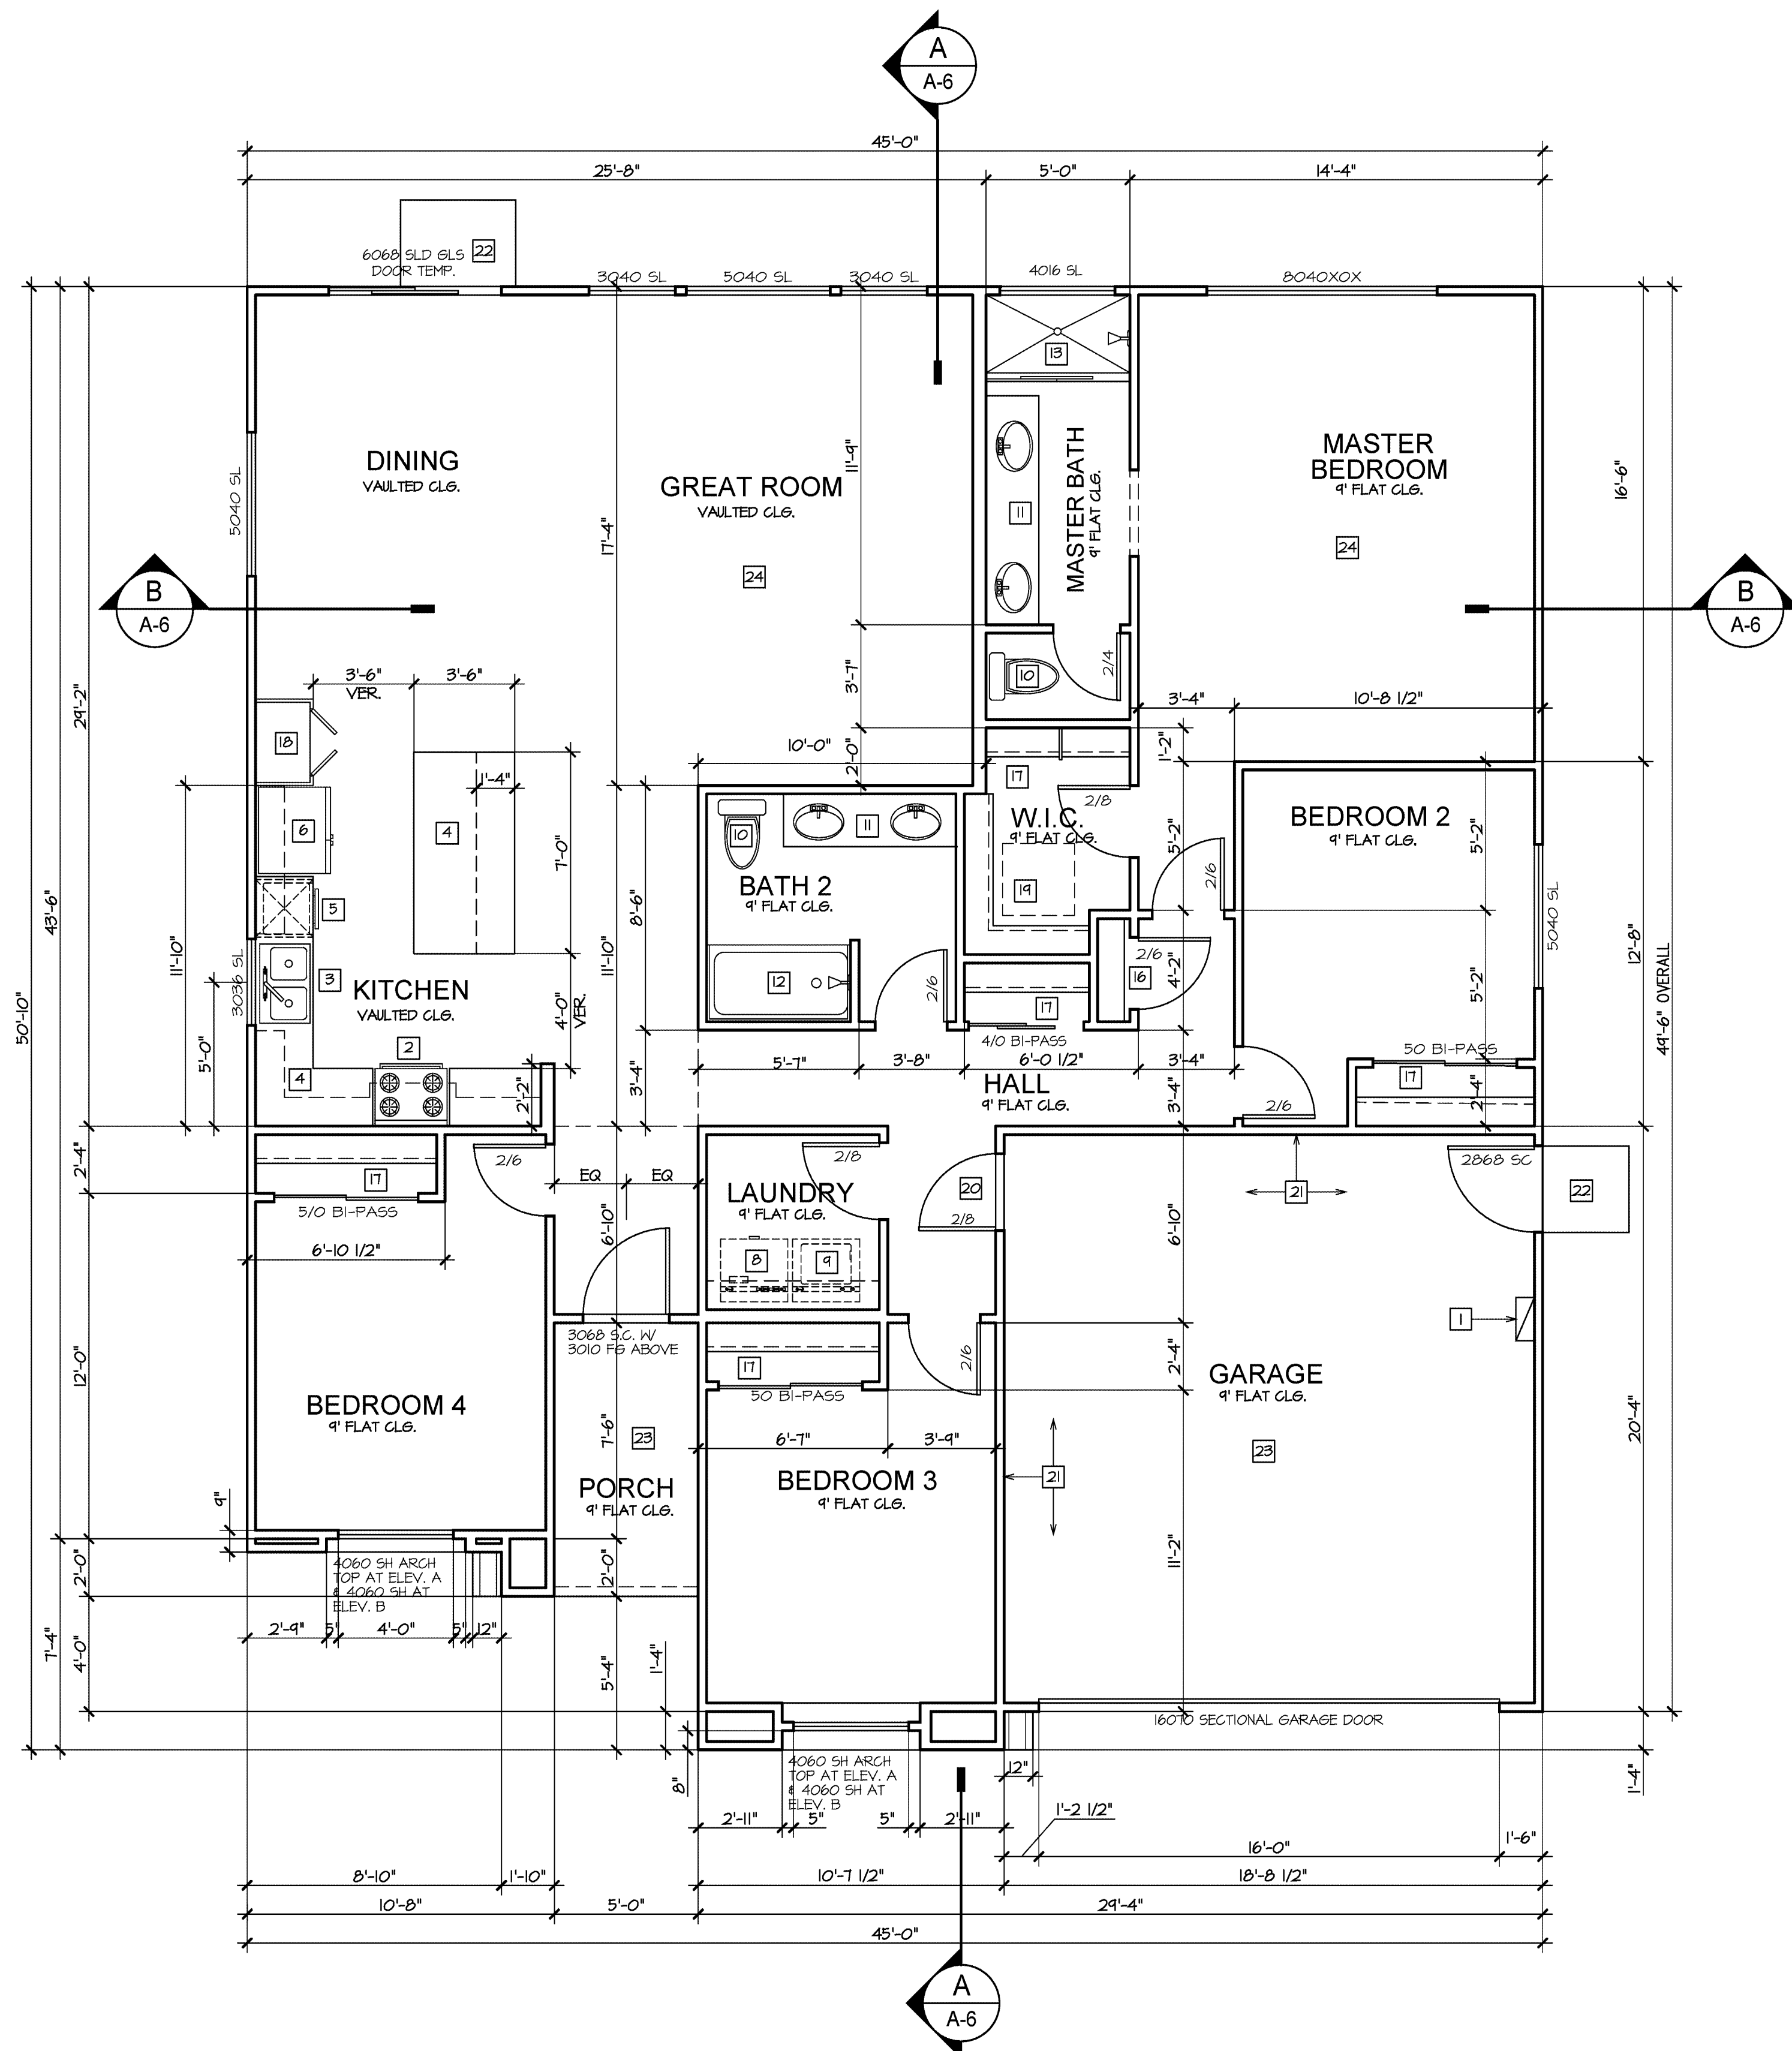 A
A-6
45'-0"
25'-8"
5'-0"
14'-4"
6068 SLD GLS
DOOR TEMP.
22
3040 SL
5040 SL
3040 SL
4016 SL
8040XOX
13
DINING
VAULTED CLG.
GREAT ROOM
VAULTED CLG.
24
11'-9"
17'-4"
MASTER BATH
9' FLAT CLG.
11
MASTER
BEDROOM
9' FLAT CLG.
24
16'-6"
5040 SL
B
A-6
B
A-6
29'-2"
43'-6"
50'-10"
3'-6"
VER.
3'-6"
3'-7"
10
2/4
3'-4"
10'-8 1/2"
18
1'-4"
10'-0"
2'-0"
1'-2"
17
2/8
6
4
7'-0"
10
11
W.I.C.
9' FLAT CLG.
5'-2"
BEDROOM 2
9' FLAT CLG.
5'-2"
BATH 2
9' FLAT CLG.
19
2/6
5
8'-6"
11'-10"
11'-10"
3036 SL
3
KITCHEN
VAULTED CLG.
4'-0"
VER.
12
2/6
2/6
16
4'-2"
17
5'-2"
5040 SL
12'-8"
49'-6" OVERALL
5'-0"
2
4
2'-2"
3'-4"
4/0 BI-PASS
5'-7"
3'-8"
6'-0 1/2"
3'-4"
HALL
9' FLAT CLG.
3'-4"
50 BI-PASS
17
2'-4"
2/6
2'-4"
17
5/0 BI-PASS
2/6
EQ
EQ
2/8
LAUNDRY
9' FLAT CLG.
20
2/8
21
2868 SC
22
6'-10 1/2"
6'-10"
8
9
6'-10"
1
3068 S.C. W/
3010 FG ABOVE
17
50 BI-PASS
2/6
2'-4"
GARAGE
9' FLAT CLG.
23
12'-0"
BEDROOM 4
9' FLAT CLG.
7'-6"
23
PORCH
9' FLAT CLG.
6'-7"
3'-9"
BEDROOM 3
9' FLAT CLG.
21
20'-4"
9"
11'-2"
2'-0"
4060 SH ARCH
TOP AT ELEV. A
& 4060 SH AT
ELEV. B
2'-0"
2'-9"
5"
4'-0"
5"
12"
7'-4"
4'-0"
5'-4"
1'-4"
16070 SECTIONAL GARAGE DOOR
8"
4060 SH ARCH
TOP AT ELEV. A
& 4060 SH AT
ELEV. B
12"
1'-4"
2'-11"
5"
5"
2'-11"
1'-2 1/2"
16'-0"
1'-6"
8'-10"
1'-10"
10'-7 1/2"
18'-8 1/2"
10'-8"
5'-0"
29'-4"
45'-0"
A
A-6